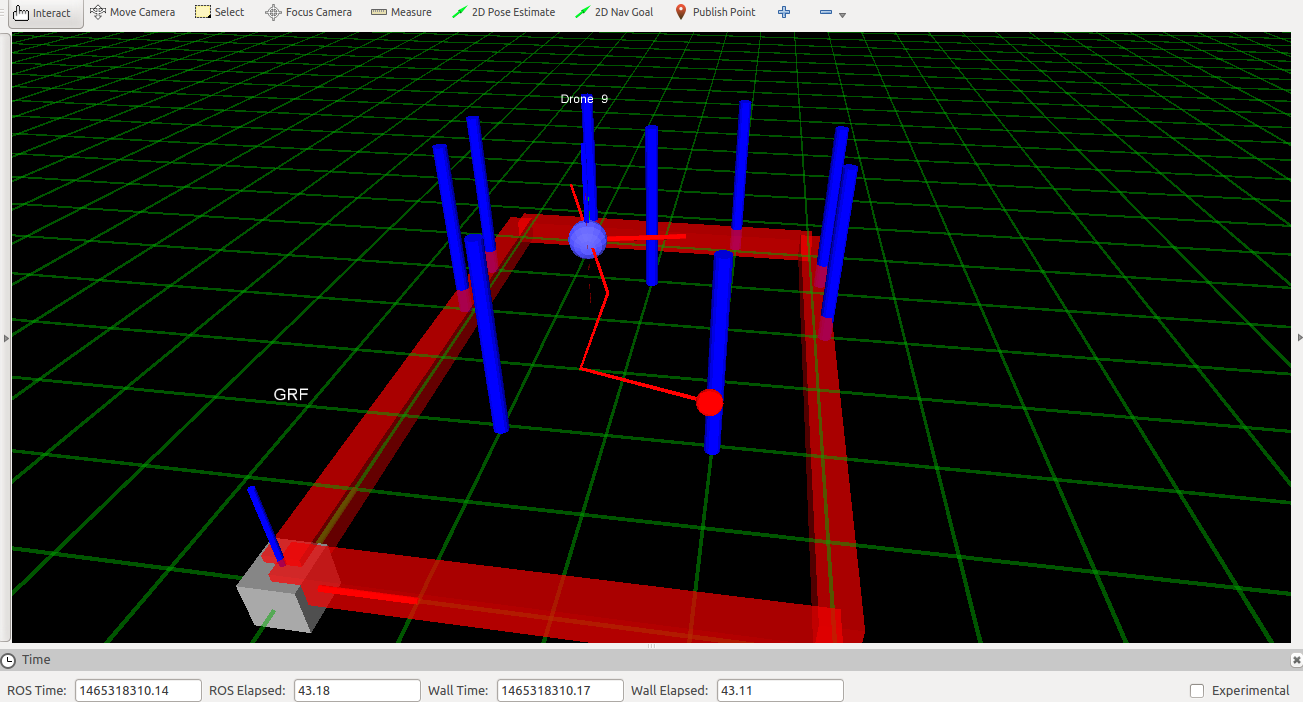 Interact Move Camera Select Focus Camera Measure 2D Pose Estimate 2D Nav Goal Publish Point
Drone 9
GRF
Time
ROS Time: 1465318310.14 ROS Elapsed: 43.18 Wall Time: 1465318310.17 Wall Elapsed: 43.11 Experimental